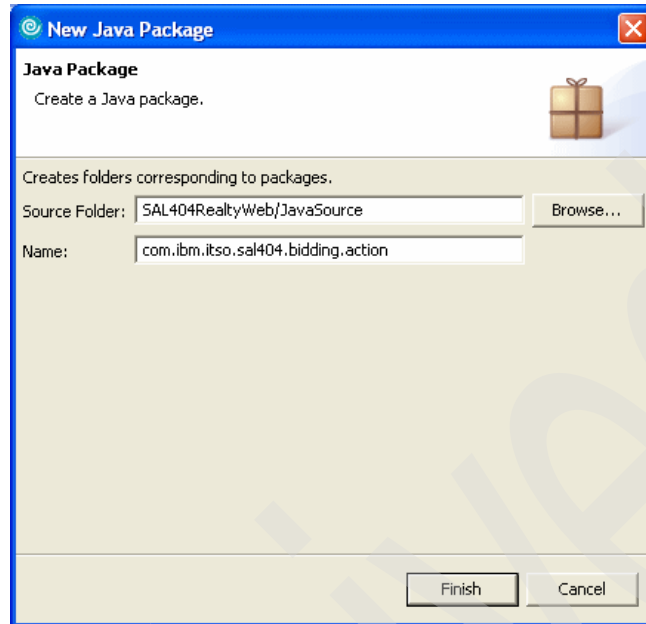 New Java Package
Java Package
Create a Java package.
Creates folders corresponding to packages.
Source Folder: SAL404RealtyWeb/JavaSource Browse...
Name: com.ibm.itso.sal404.bidding.action
Finish Cancel